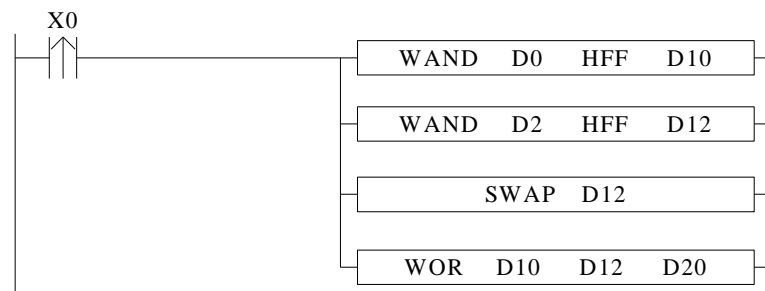 X0
WAND D0 HFF D10
WAND D2 HFF D12
SWAP D12
WOR D10 D12 D20